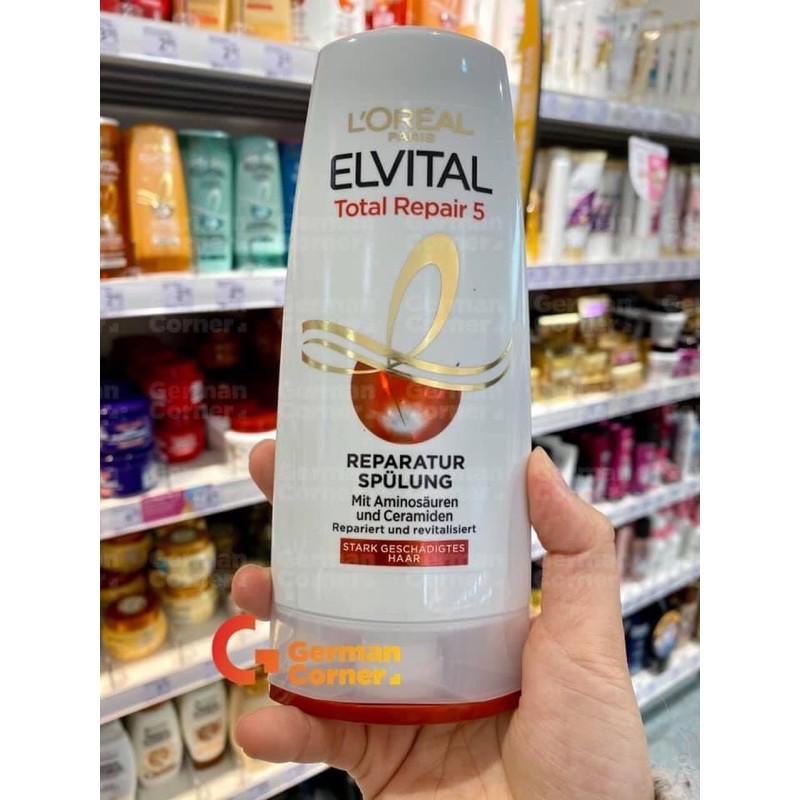 L'ORÉAL
PARIS
ELVITAL
Total Repair 5
REPARATUR
SPÜLUNG
Mit Aminosäuren
und Ceramiden
Repariert und revitalisiert
STARK GESCHÄDIGTES
HAAR
German
Corner